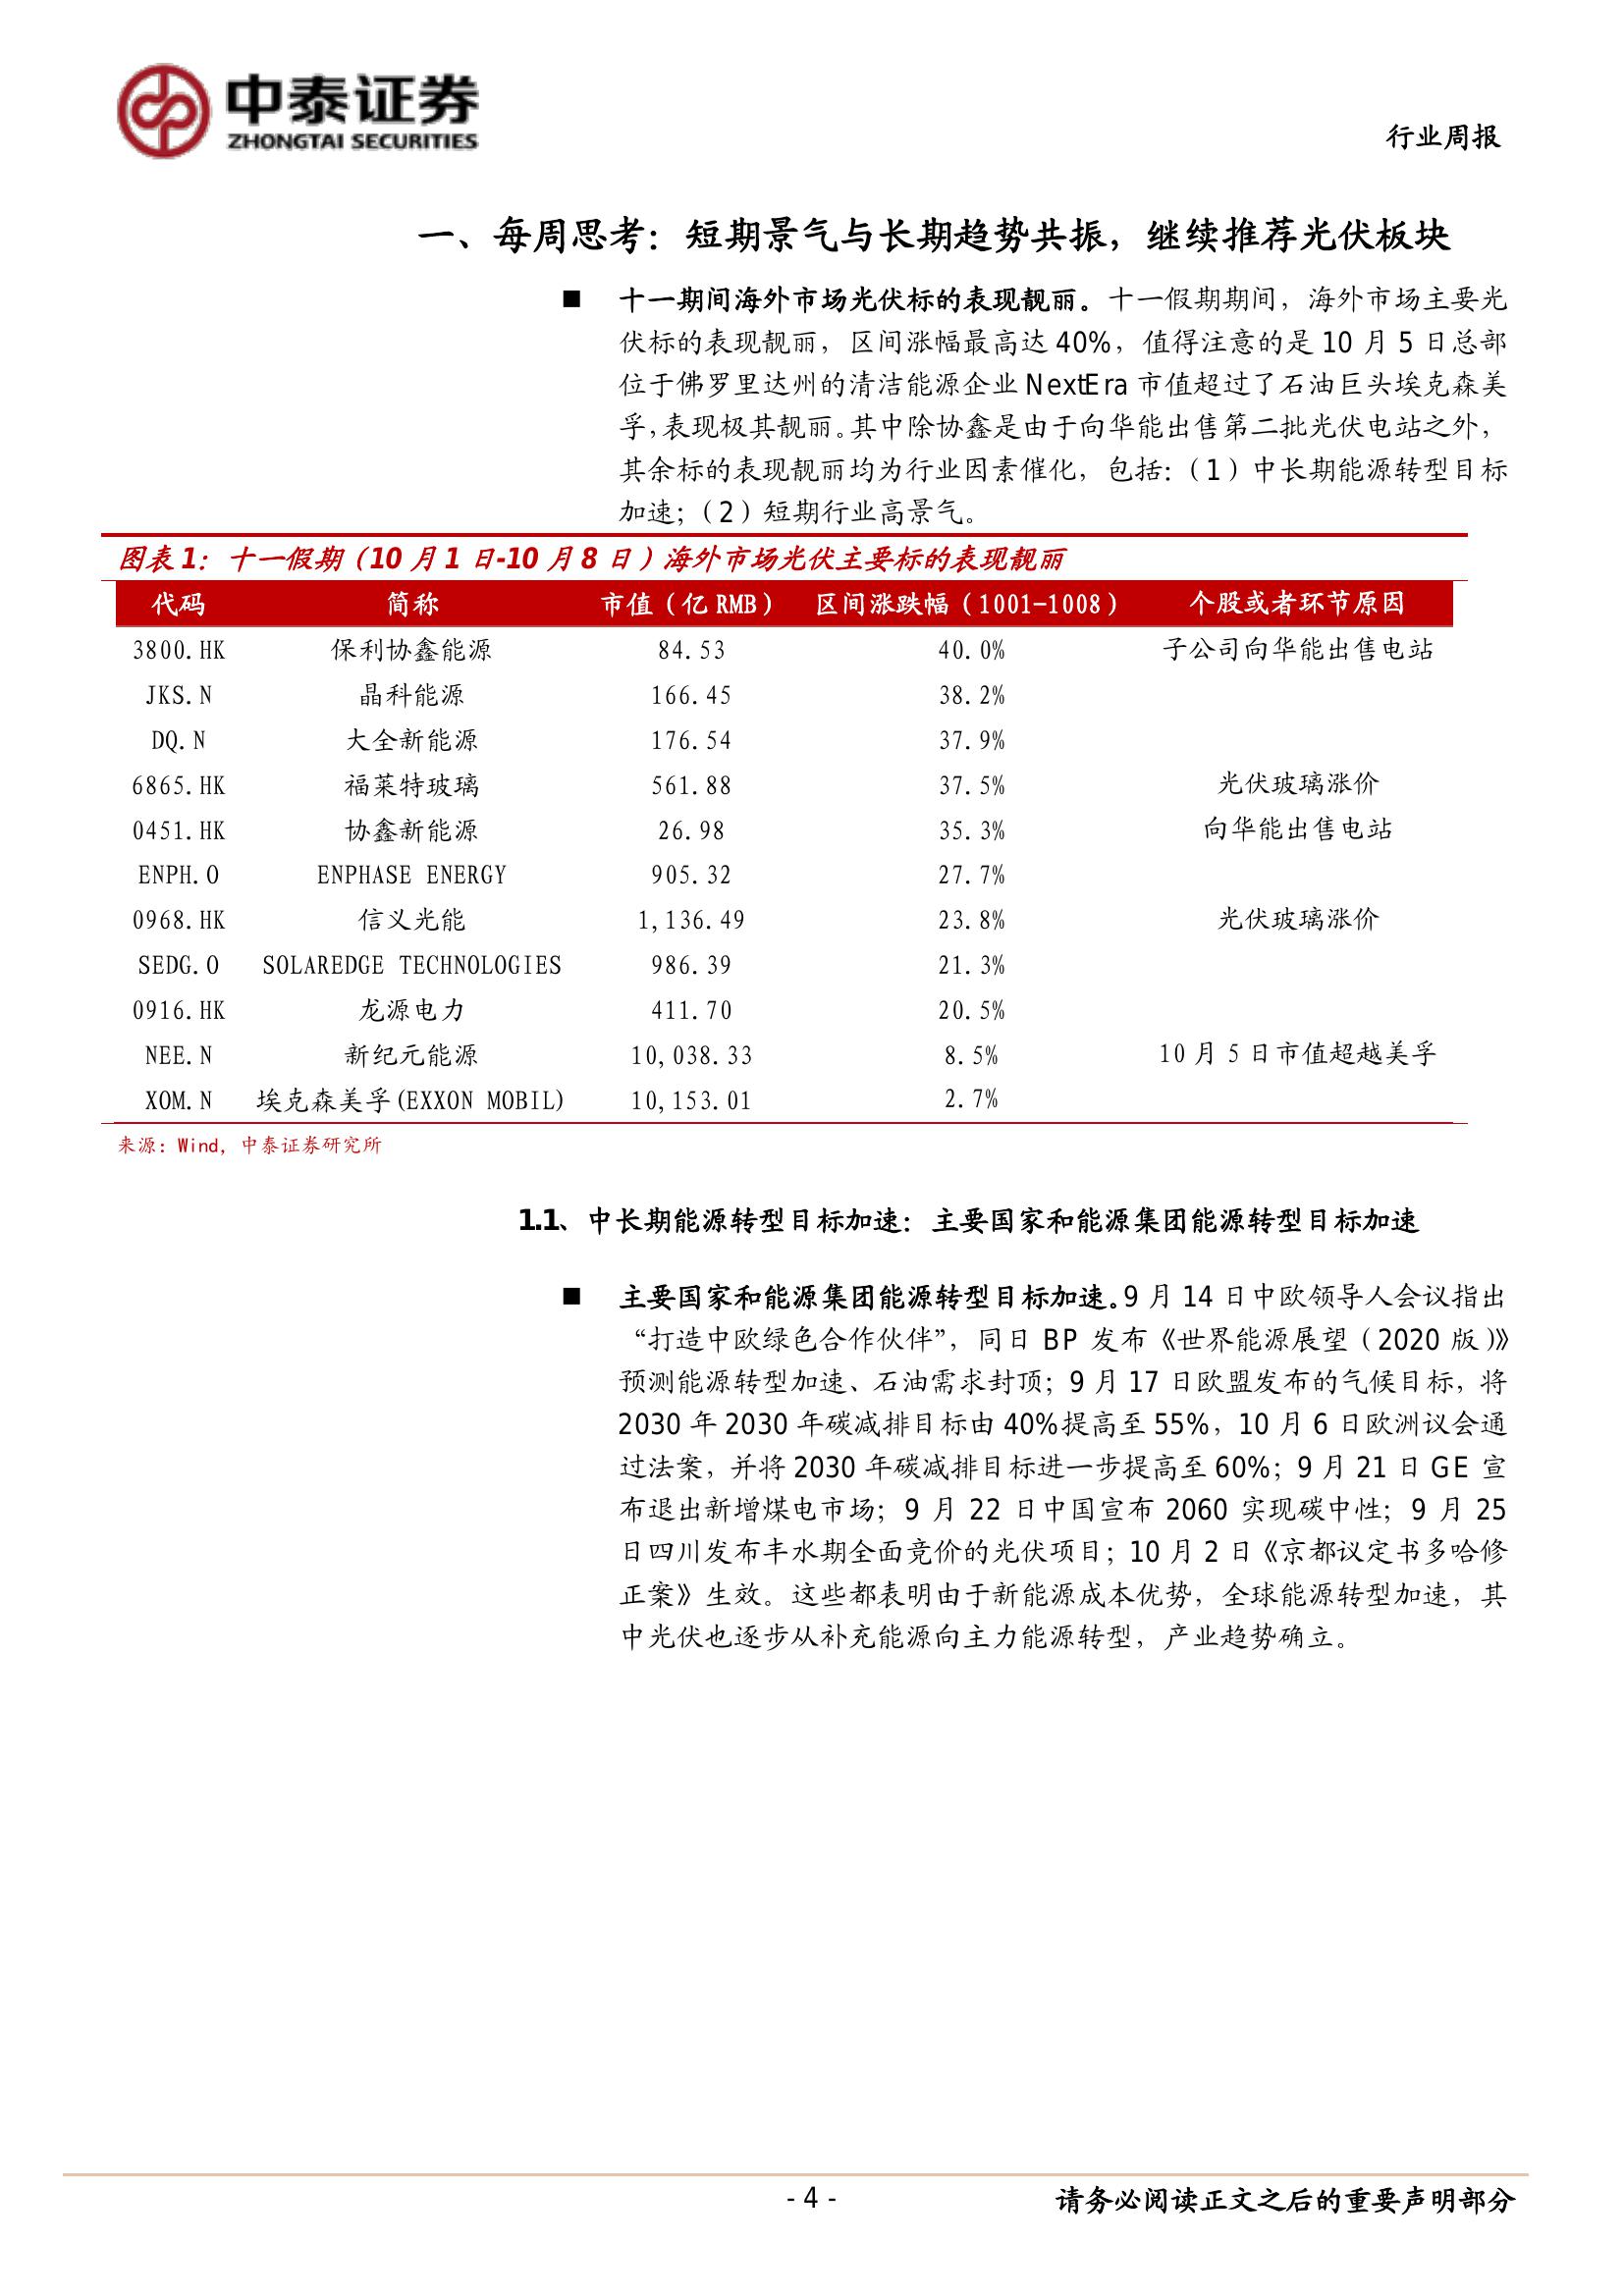 中泰证券
ZHONGTAI SECURITIES
行业周报
一、每周思考：短期景气与长期趋势共振，继续推荐光伏板块
■ 十一期间海外市场光伏标的表现靓丽。十一假期期间，海外市场主要光
伏标的表现靓丽，区间涨幅最高达 40%，值得注意的是 10 月 5 日总部
位于佛罗里达州的清洁能源企业 NextEra 市值超过了石油巨头埃克森美
孚，表现极其靓丽。其中除协鑫是由于向华能出售第二批光伏电站之外，
其余标的表现靓丽均为行业因素催化，包括：（1）中长期能源转型目标
加速；（2）短期行业高景气。
图表 1：十一假期（10 月 1 日-10 月 8 日）海外市场光伏主要标的表现靓丽
代码 简称 市值（亿 RMB） 区间涨跌幅（1001-1008） 个股或者环节原因
3800.HK 保利协鑫能源 84.53 40.0% 子公司向华能出售电站
JKS.N 晶科能源 166.45 38.2%
DQ.N 大全新能源 176.54 37.9%
6865.HK 福莱特玻璃 561.88 37.5% 光伏玻璃涨价
0451.HK 协鑫新能源 26.98 35.3% 向华能出售电站
ENPH.O ENPHASE ENERGY 905.32 27.7%
0968.HK 信义光能 1,136.49 23.8% 光伏玻璃涨价
SEDG.O SOLAREDGE TECHNOLOGIES 986.39 21.3%
0916.HK 龙源电力 411.70 20.5%
NEE.N 新纪元能源 10,038.33 8.5% 10 月 5 日市值超越美孚
XOM.N 埃克森美孚(EXXON MOBIL) 10,153.01 2.7%
来源：Wind，中泰证券研究所
1.1、中长期能源转型目标加速：主要国家和能源集团能源转型目标加速
■ 主要国家和能源集团能源转型目标加速。9 月 14 日中欧领导人会议指出
“打造中欧绿色合作伙伴”，同日 BP 发布《世界能源展望（2020 版）》
预测能源转型加速、石油需求封顶；9 月 17 日欧盟发布的气候目标，将
2030 年 2030 年碳减排目标由 40%提高至 55%，10 月 6 日欧洲议会通
过法案，并将 2030 年碳减排目标进一步提高至 60%；9 月 21 日 GE 宣
布退出新增煤电市场；9 月 22 日中国宣布 2060 实现碳中性；9 月 25
日四川发布丰水期全面竞价的光伏项目；10 月 2 日《京都议定书多哈修
正案》生效。这些都表明由于新能源成本优势，全球能源转型加速，其
中光伏也逐步从补充能源向主力能源转型，产业趋势确立。
- 4 -
请务必阅读正文之后的重要声明部分